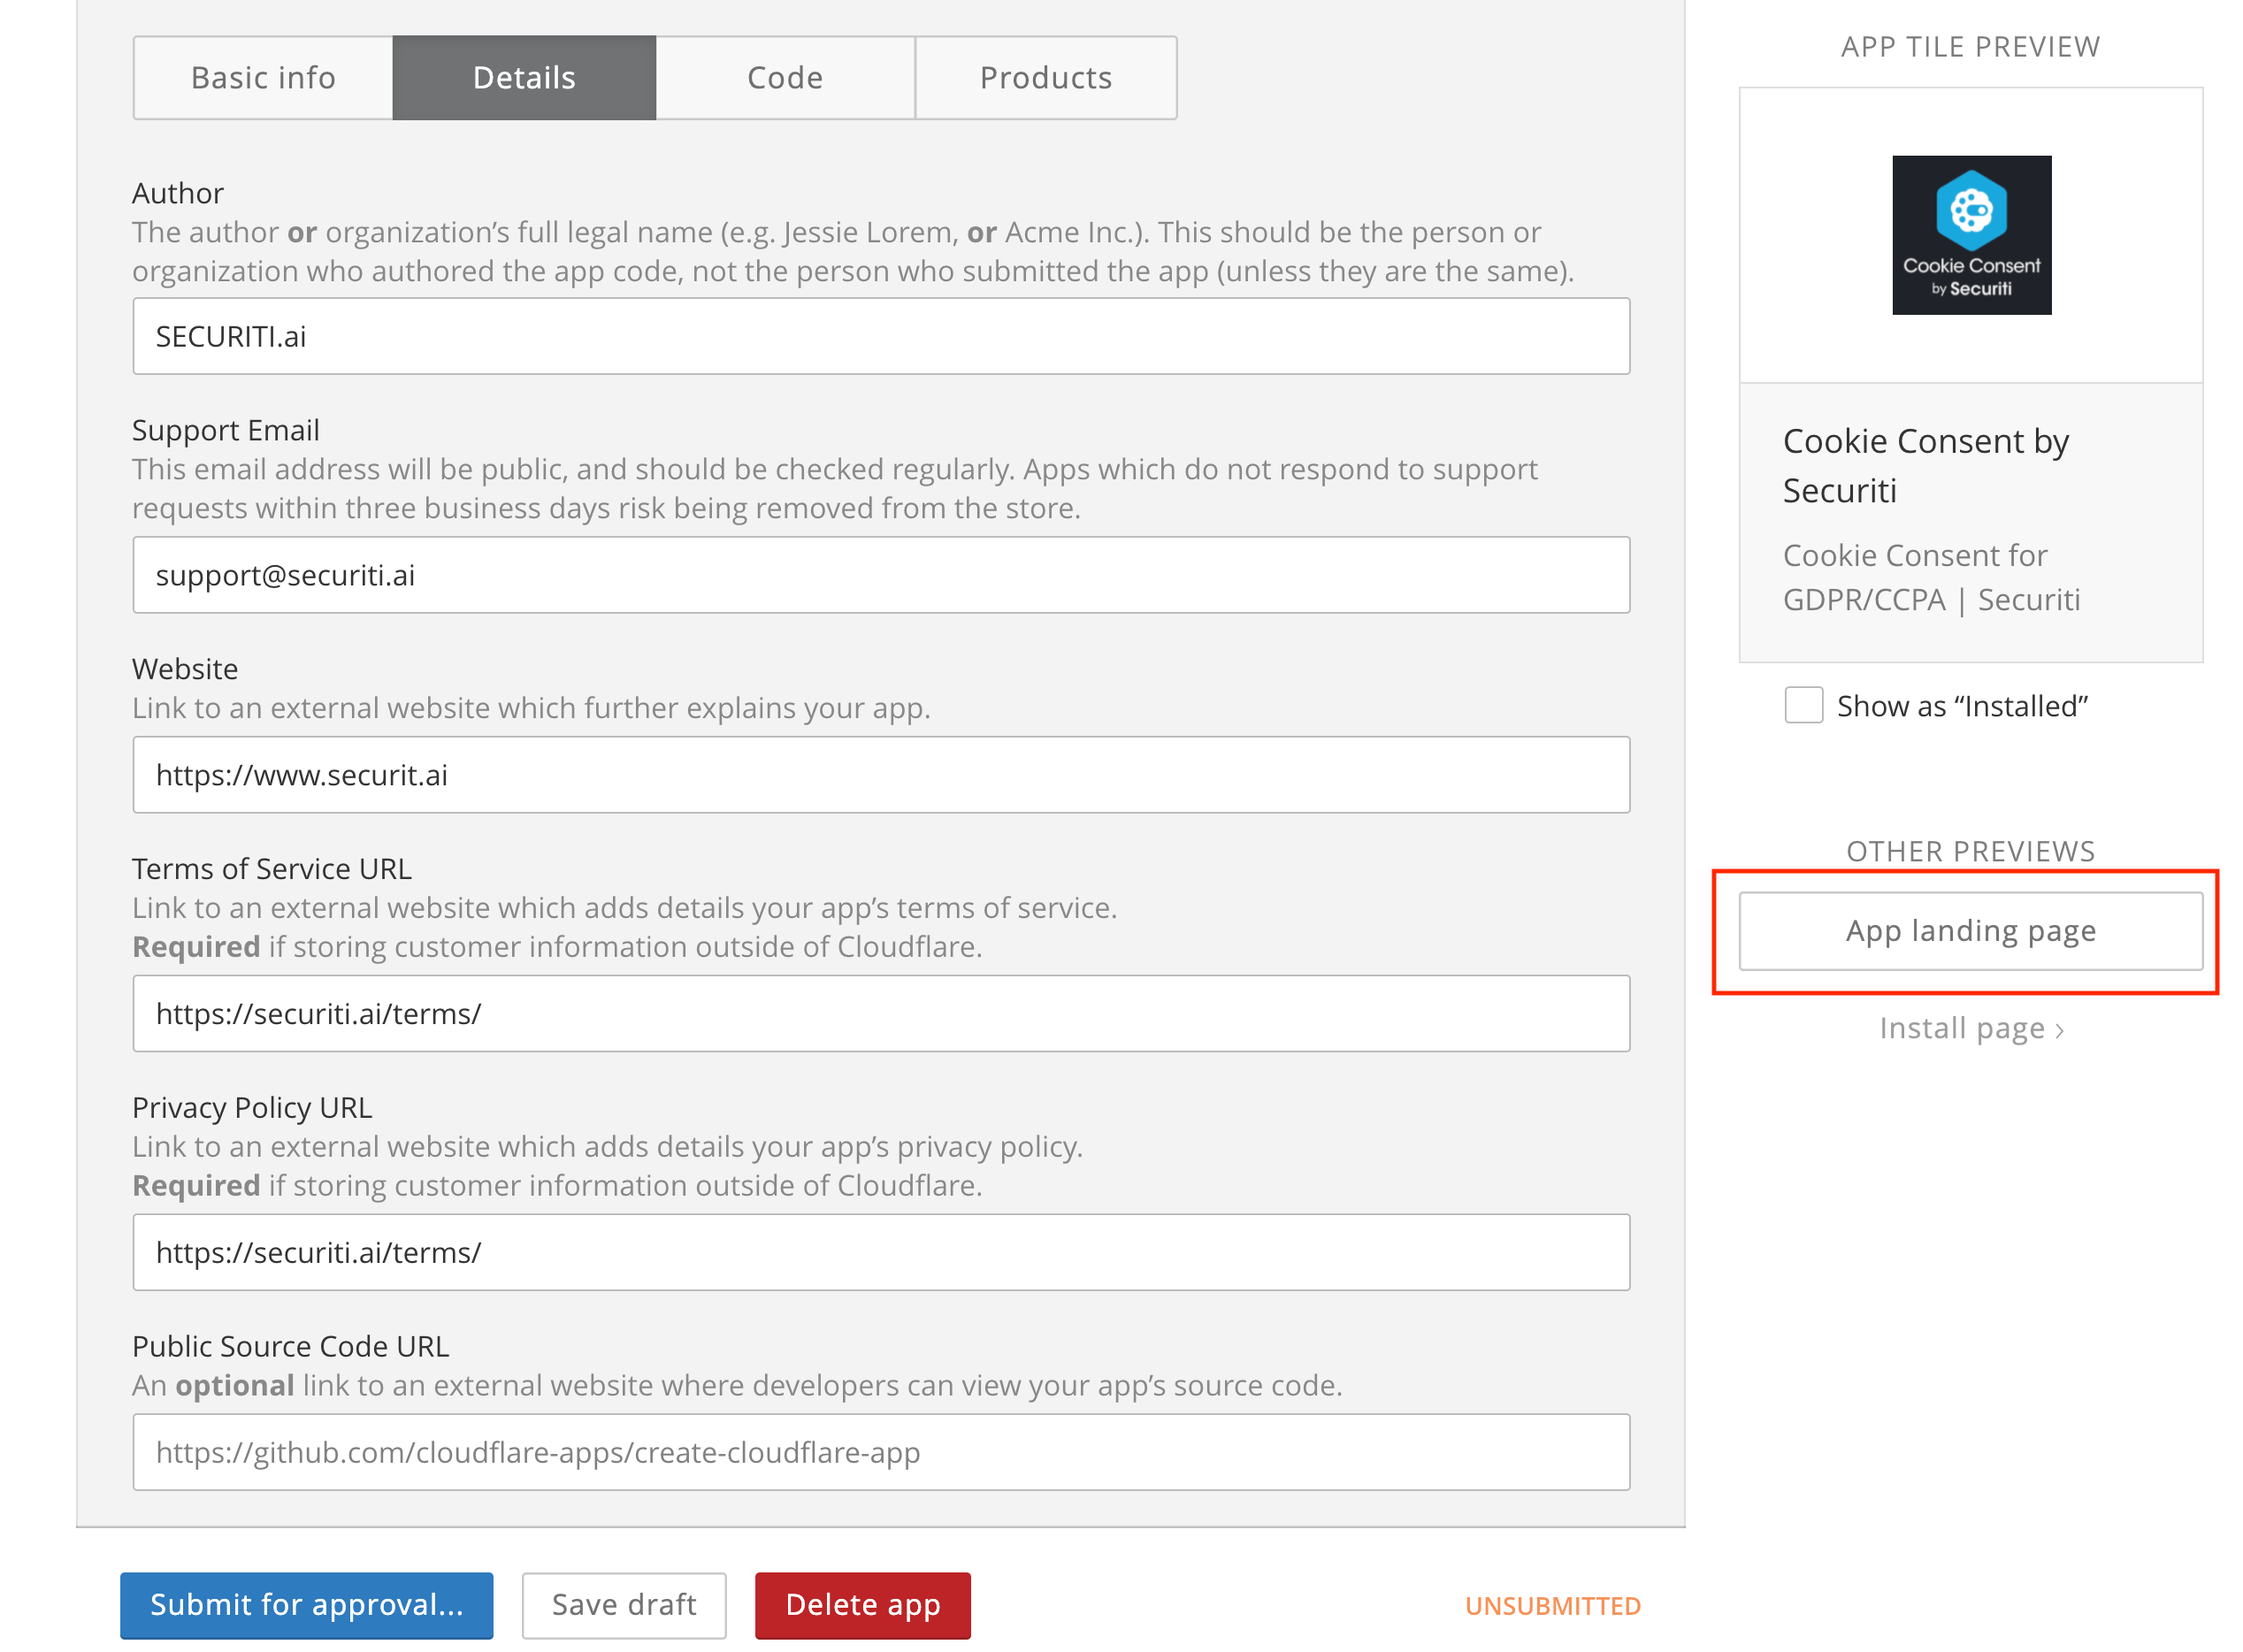 Basic info
Details
Code
Products
Author
The author or organization’s full legal name (e.g. Jessie Lorem, or Acme Inc.). This should be the person or
organization who authored the app code, not the person who submitted the app (unless they are the same).
SECURITI.ai
Support Email
This email address will be public, and should be checked regularly. Apps which do not respond to support
requests within three business days risk being removed from the store.
support@securiti.ai
Website
Link to an external website which further explains your app.
https://www.securit.ai
Terms of Service URL
Link to an external website which adds details your app’s terms of service.
Required if storing customer information outside of Cloudflare.
https://securiti.ai/terms/
Privacy Policy URL
Link to an external website which adds details your app’s privacy policy.
Required if storing customer information outside of Cloudflare.
https://securiti.ai/terms/
Public Source Code URL
An optional link to an external website where developers can view your app’s source code.
https://github.com/cloudflare-apps/create-cloudflare-app
Submit for approval...
Save draft
Delete app
UNSUBMITTED
APP TILE PREVIEW
Cookie Consent
by Securiti
Cookie Consent by
Securiti
Cookie Consent for
GDPR/CCPA | Securiti
Show as “Installed”
OTHER PREVIEWS
App landing page
Install page ›